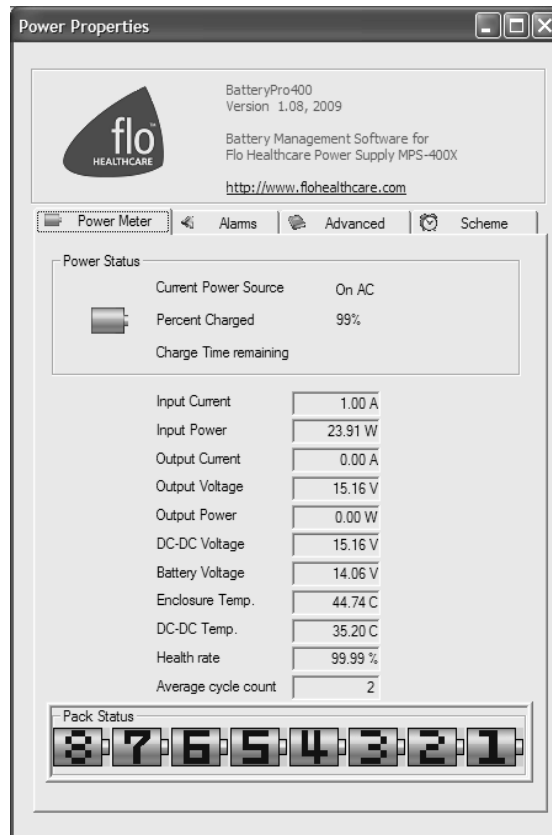 Power Properties
flo™
HEALTHCARE
BatteryPro400
Version 1.08, 2009
Battery Management Software for
Flo Healthcare Power Supply MPS-400X
http://www.flohealthcare.com
Power Meter Alarms Advanced Scheme
Power Status
Current Power Source On AC
Percent Charged 99%
Charge Time remaining
Input Current 1.00 A
Input Power 23.91 W
Output Current 0.00 A
Output Voltage 15.16 V
Output Power 0.00 W
DC-DC Voltage 15.16 V
Battery Voltage 14.06 V
Enclosure Temp. 44.74 C
DC-DC Temp. 35.20 C
Health rate 99.99 %
Average cycle count 2
Pack Status
8 7 6 5 4 3 2 1